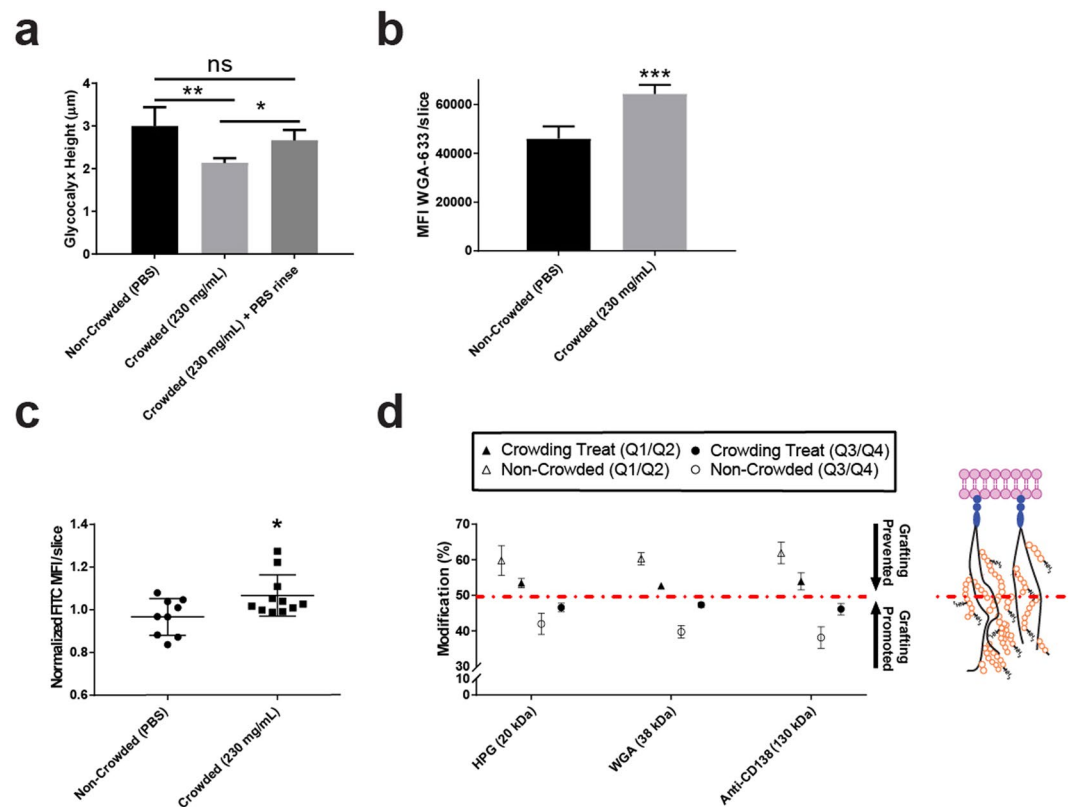 a
ns
**
*
Glycocalyx Height (μm)
4
3
2
1
0
Non-Crowded (PBS)
Crowded (230 mg/mL)
Crowded (230 mg/mL) + PBS rinse
b
***
MFI WGA-633/slice
60000
40000
20000
0
Non-Crowded (PBS)
Crowded (230 mg/mL)
c
*
Normalized FITC MFI/slice
1.4
1.2
1.0
0.8
0.6
Non-Crowded (PBS)
Crowded (230 mg/mL)
d
Crowding Treat (Q1/Q2)
Crowding Treat (Q3/Q4)
Non-Crowded (Q1/Q2)
Non-Crowded (Q3/Q4)
Modification (%)
70
60
50
40
30
10
0
HPG (20 kDa)
WGA (38 kDa)
Anti-CD138 (130 kDa)
Grafting
Prevented
Grafting
Promoted